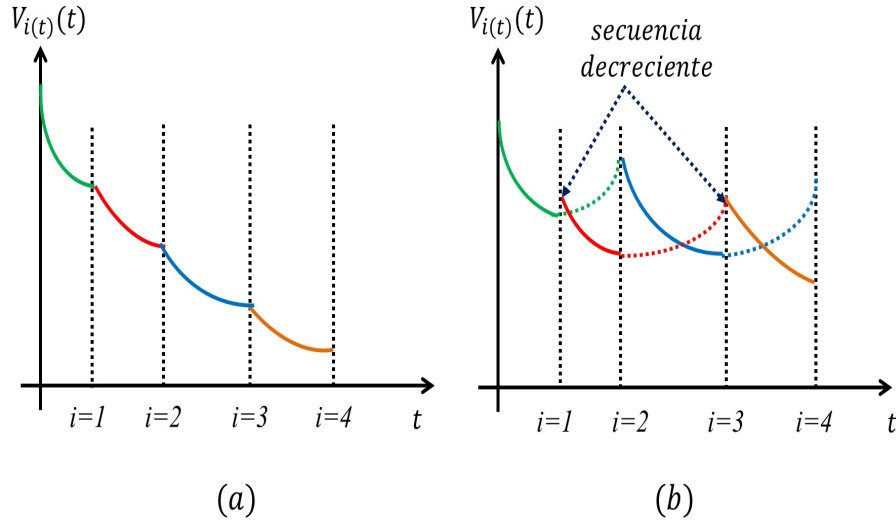 V_{i(t)}(t)
i=1 i=2 i=3 i=4 t
(a)
V_{i(t)}(t)
secuencia
decreciente
i=1 i=2 i=3 i=4 t
(b)